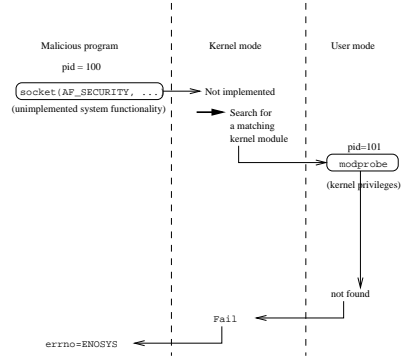 Malicious program
Kernel mode
User mode
pid = 100
socket(AF_SECURITY, ...
Not implemented
(unimplemented system functionality)
Search for
a matching
kernel module
pid=101
modprobe
(kernel privileges)
not found
Fail
errno=ENOSYS